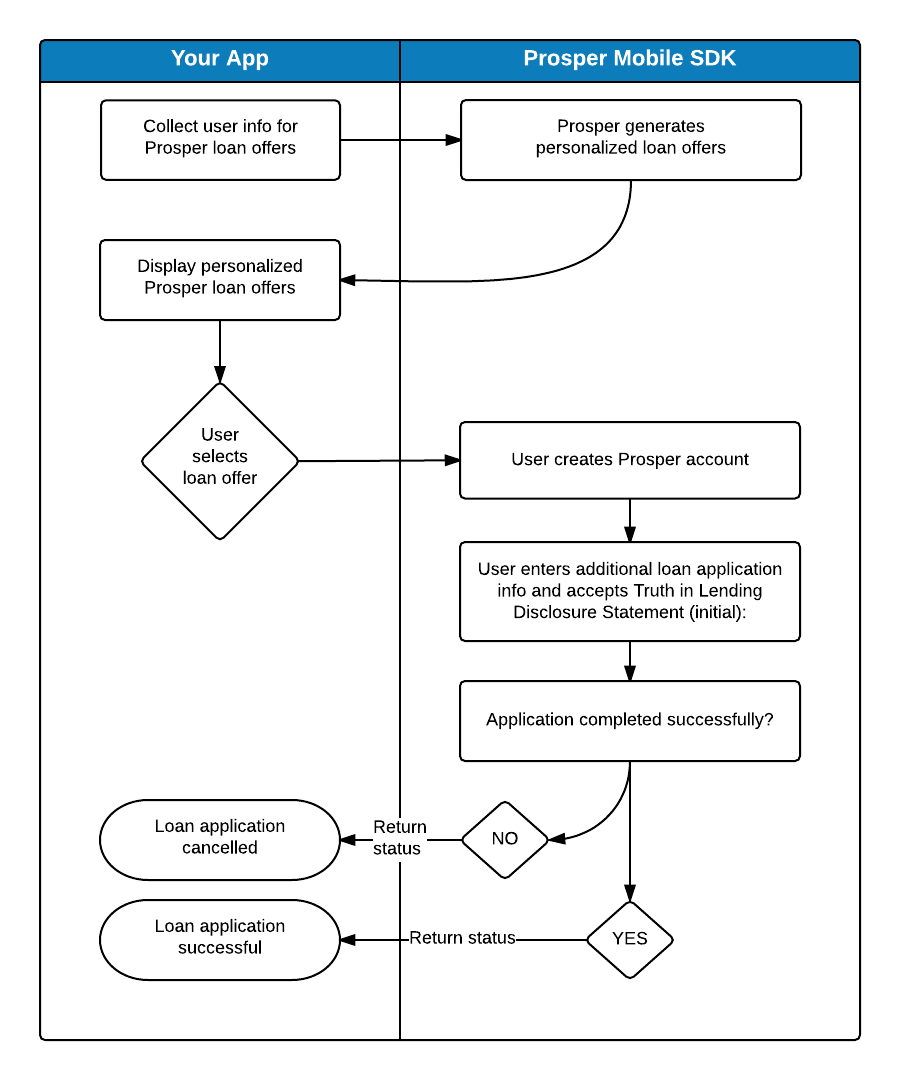 Your App
Prosper Mobile SDK
Collect user info for
Prosper loan offers
Prosper generates
personalized loan offers
Display personalized
Prosper loan offers
User
selects
loan offer
User creates Prosper account
User enters additional loan application
info and accepts Truth in Lending
Disclosure Statement (initial):
Application completed successfully?
Loan application
cancelled
Return
status
NO
Loan application
successful
Return status
YES